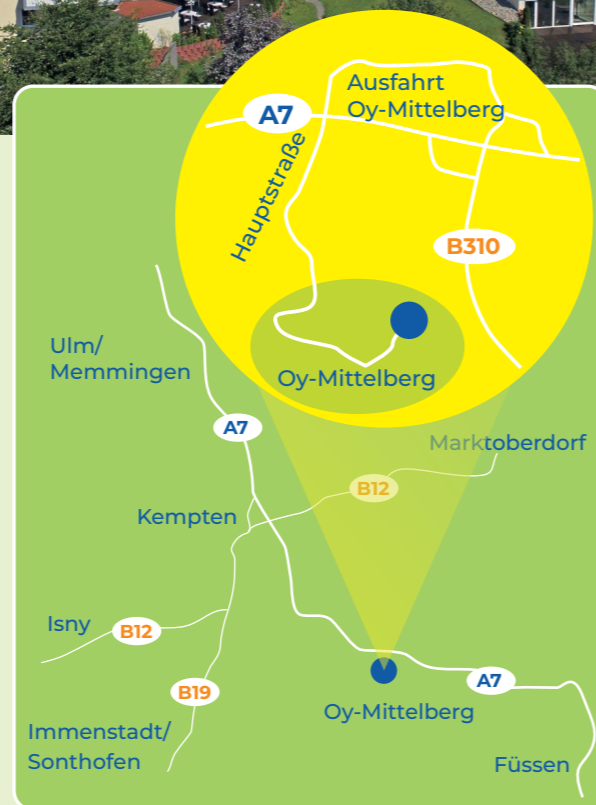 Ausfahrt
Oy-Mittelberg
A7
Hauptstraße
B310
Oy-Mittelberg
Ulm/
Memmingen
A7
Marktoberdorf
B12
Kempten
Isny
B12
B19
A7
Oy-Mittelberg
Immenstadt/
Sonthofen
Füssen